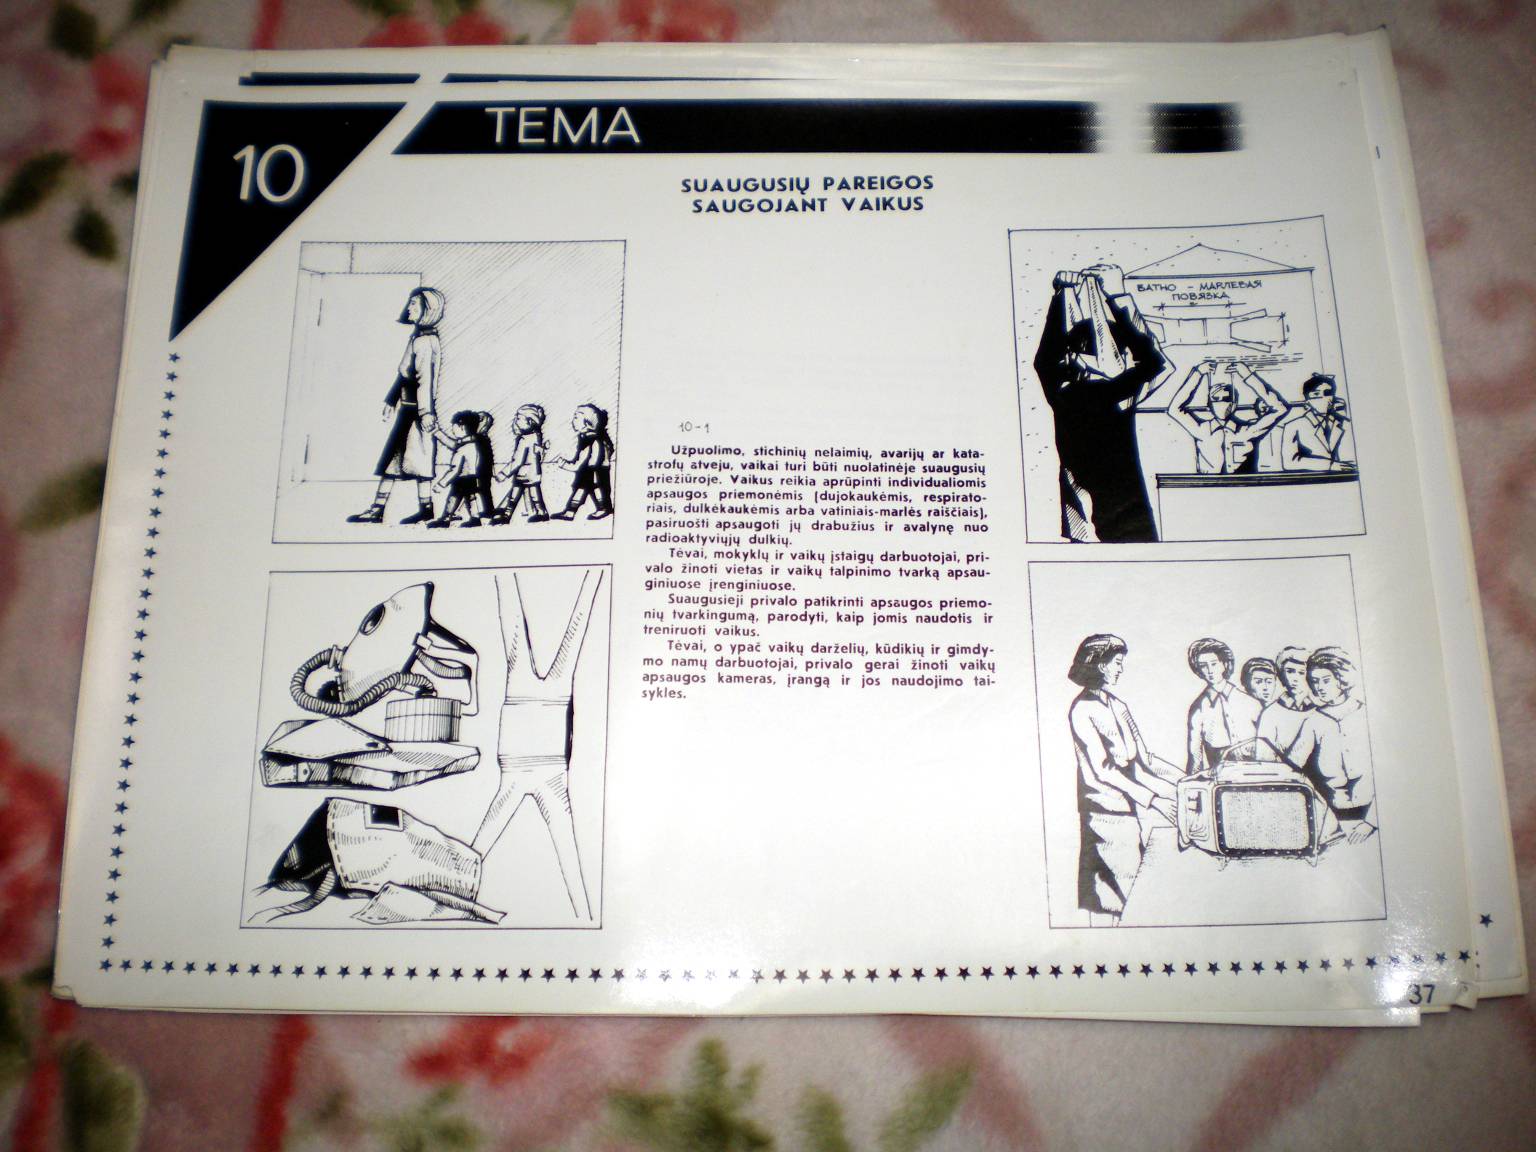 10
TEMA
SUAUGUSIŲ PAREIGOS
SAUGOJANT VAIKUS
ВАТНО - МАРЛЕВАЯ
ПОВЯЗКА
10-1
Užpuolimo, stichinių nelaimių, avarijų ar kata-
strofų atveju, vaikai turi būti nuolatinėje suaugusių
priežiūroje. Vaikus reikia aprūpinti individualiomis
apsaugos priemonėmis (dujokaukėmis, respirato-
riais, dulkėkaukėmis arba vatiniais-marlės raiščiais),
pasiruošti apsaugoti jų drabužius ir avalynę nuo
radioaktyviųjų dulkių.
Tėvai, mokyklų ir vaikų įstaigų darbuotojai, pri-
valo žinoti vietas ir vaikų talpinimo tvarką apsau-
giniuose įrenginiuose.
Suaugusieji privalo patikrinti apsaugos priemo-
nių tvarkingumą, parodyti, kaip jomis naudotis ir
treniruoti vaikus.
Tėvai, o ypač vaikų darželių, kūdikių ir gimdy-
mo namų darbuotojai, privalo gerai žinoti vaikų
apsaugos kameras, įrangą ir jos naudojimo tai-
sykles.
37